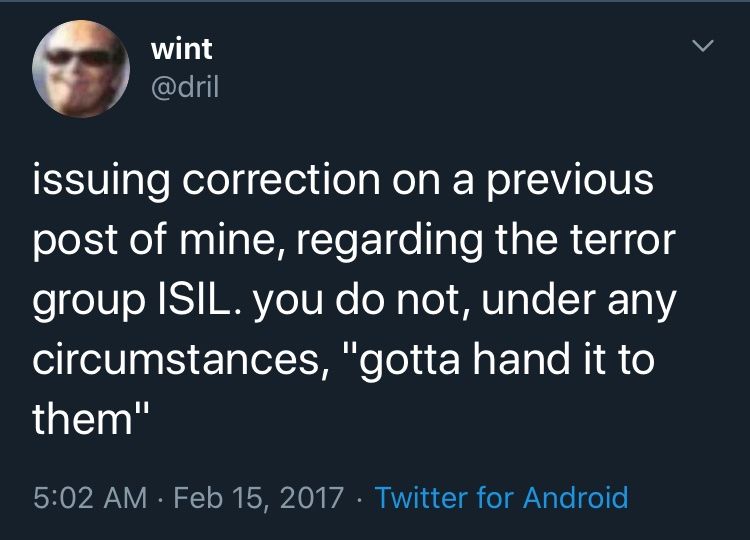 wint
@dril
issuing correction on a previous
post of mine, regarding the terror
group ISIL. you do not, under any
circumstances, "gotta hand it to
them"
5:02 AM · Feb 15, 2017 · Twitter for Android